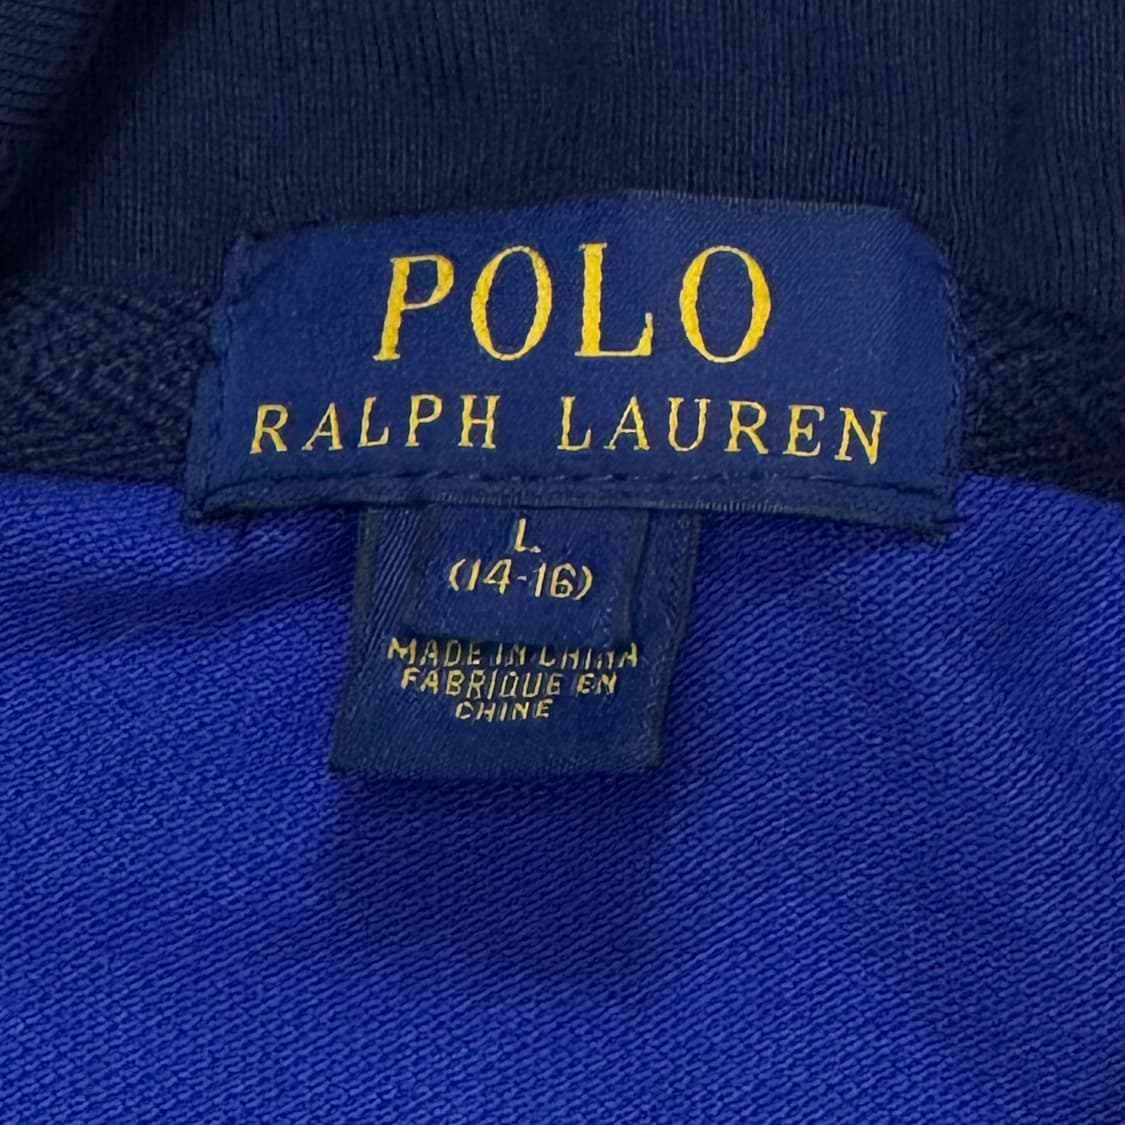 POLO
RALPH LAUREN
L
(14-16)
MADE IN CHINA
FABRIQUE EN
CHINE